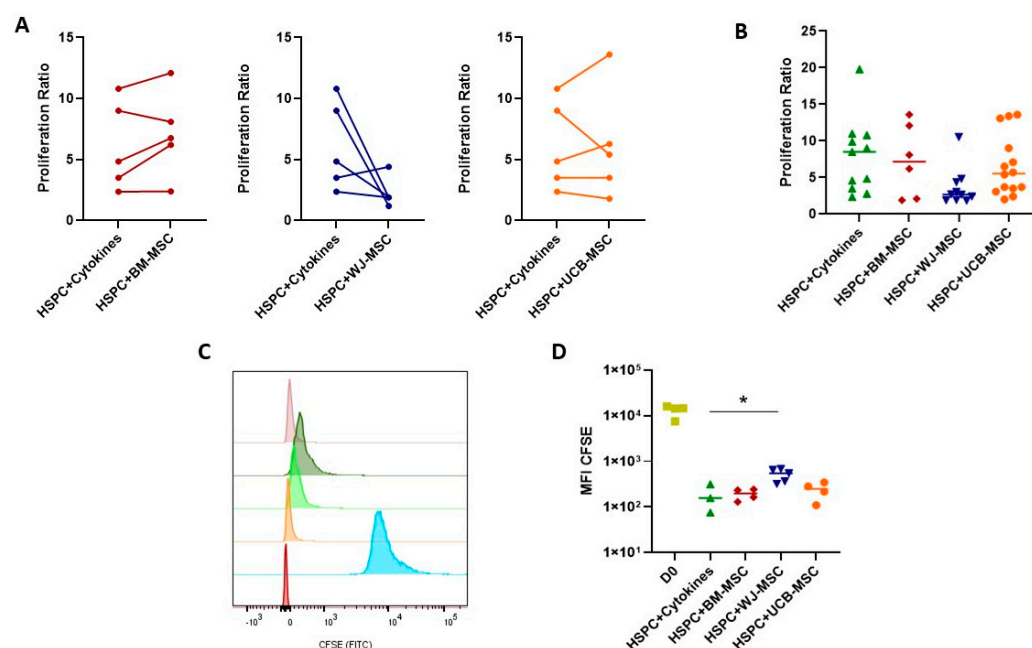 A
Proliferation Ratio
15
10
5
0
HSPC+Cytokines
HSPC+BM-MSC
Proliferation Ratio
15
10
5
0
HSPC+Cytokines
HSPC+WJ-MSC
Proliferation Ratio
15
10
5
0
HSPC+Cytokines
HSPC+UCB-MSC
B
Proliferation Ratio
25
20
15
10
5
0
HSPC+Cytokines
HSPC+BM-MSC
HSPC+WJ-MSC
HSPC+UCB-MSC
C
-10³ 0 10³ 10⁴ 10⁵
CFSE (FITC)
D
MFI CFSE
1×10⁵
1×10⁴
1×10³
1×10²
1×10¹
*
D0
HSPC+Cytokines
HSPC+BM-MSC
HSPC+WJ-MSC
HSPC+UCB-MSC